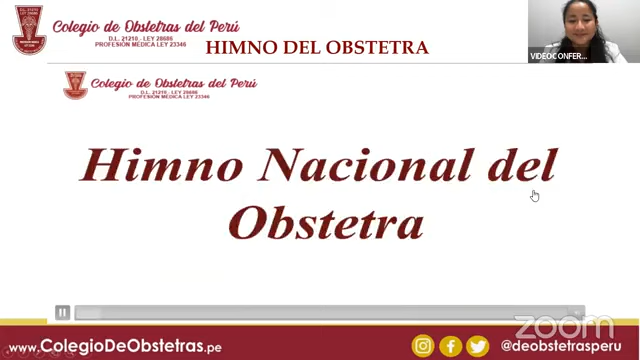 Colegio de Obstetras del Perú
D.L. 21210 - LEY 28686
PROFESIÓN MÉDICA LEY 23346
HIMNO DEL OBSTETRA
VIDEOCONFER...
Colegio de Obstetras del Perú
D.L. 21210 - LEY 28686
PROFESIÓN MÉDICA LEY 23346
Himno Nacional del
Obstetra
zoom
www.ColegioDeObstetras.pe
@deobstetrasperu